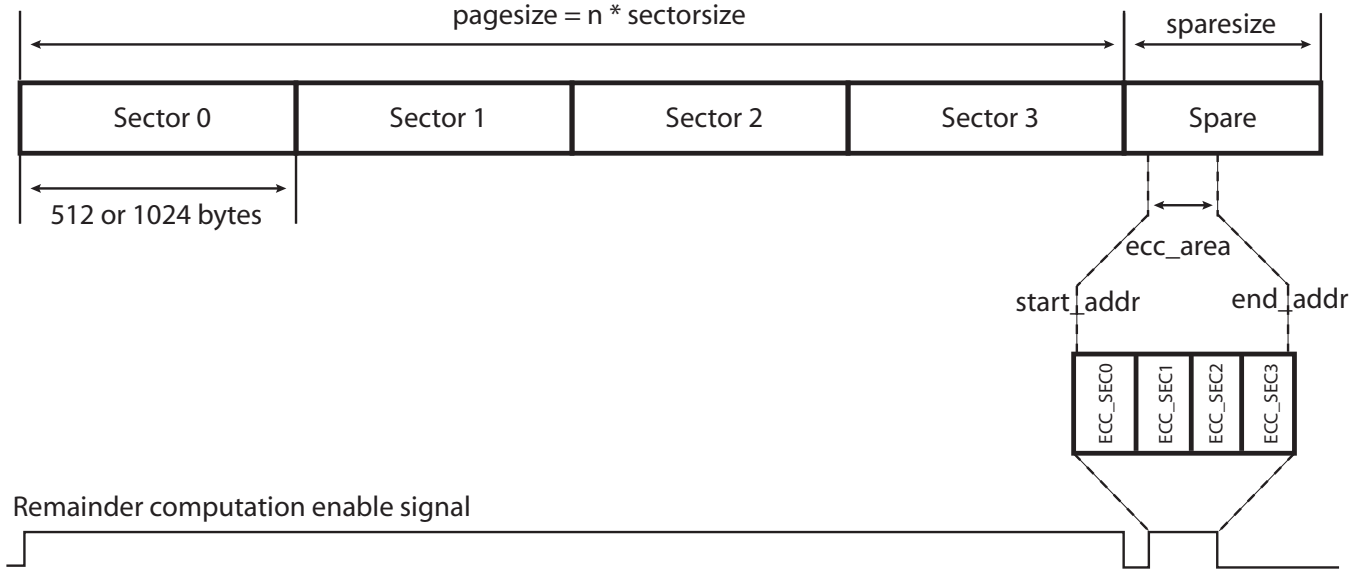 pagesize = n * sectorsize
sparesize
Sector 0
Sector 1
Sector 2
Sector 3
Spare
512 or 1024 bytes
ecc_area
start_addr
end_addr
ECC_SEC0
ECC_SEC1
ECC_SEC2
ECC_SEC3
Remainder computation enable signal